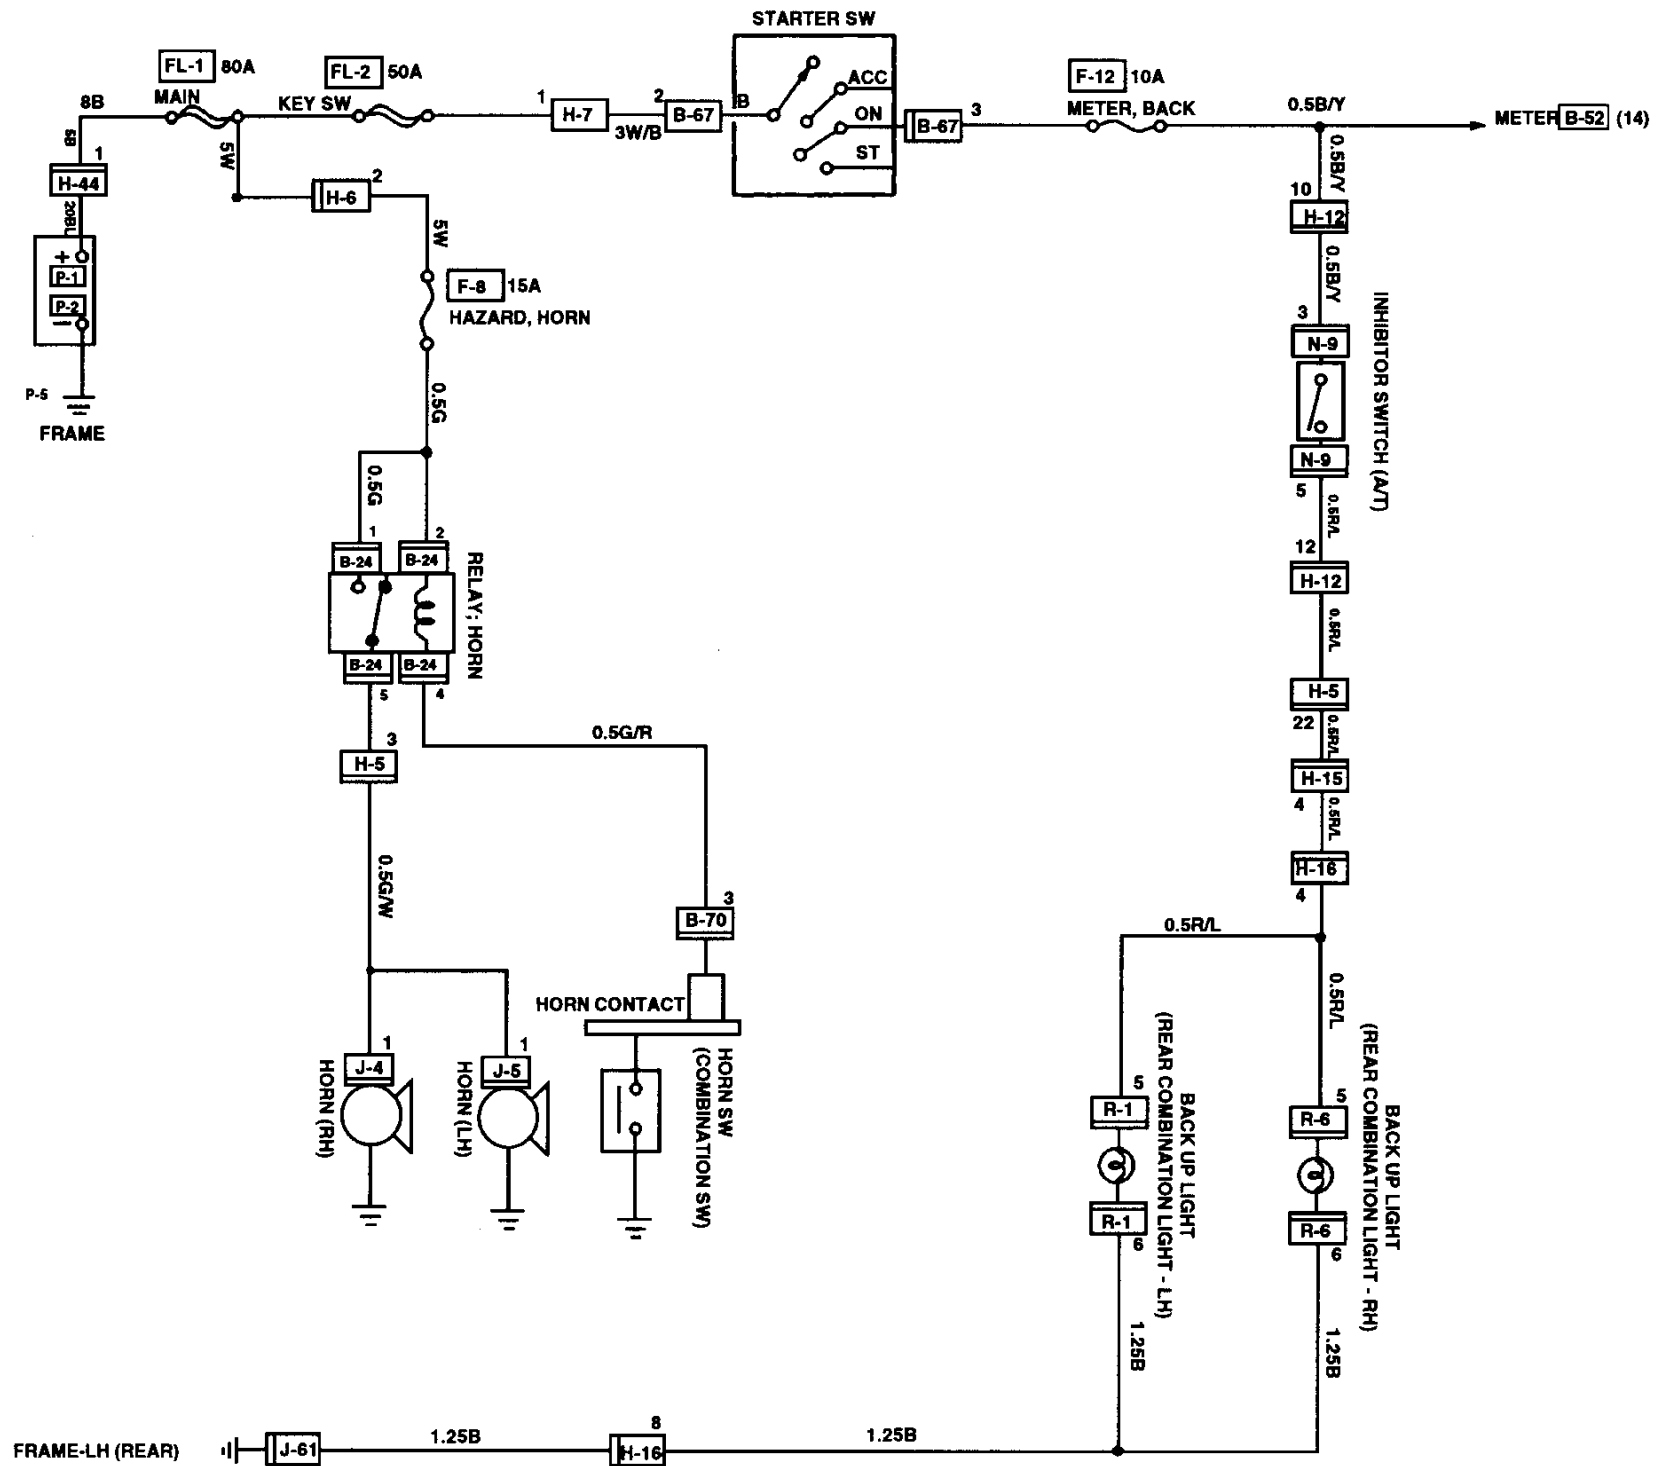 STARTER SW
FL-1 80A
MAIN
FL-2 50A
KEY SW
8B
5W
8B
1
H-44
20BL
+
P-1
P-2
−
P-5
FRAME
1
H-7
3W/B
2
B-67
B
ACC
ON
ST
B-67
3
F-12 10A
METER, BACK
0.5B/Y
METER B-52 (14)
H-6
2
5W
F-8 15A
HAZARD, HORN
0.5G
0.5G
1
B-24
2
B-24
RELAY; HORN
B-24
5
B-24
4
3
H-5
0.5G/W
0.5G/R
3
B-70
HORN CONTACT
HORN SW
(COMBINATION SW)
1
J-4
HORN (RH)
1
J-5
HORN (LH)
0.5B/Y
10
H-12
0.5B/Y
3
N-9
INHIBITOR SWITCH (A/T)
N-9
5
0.5R/L
12
H-12
0.5R/L
H-5
22
0.5R/L
H-15
4
0.5R/L
H-16
4
0.5R/L
0.5R/L
5
R-1
R-1
6
BACK UP LIGHT
(REAR COMBINATION LIGHT - LH)
5
R-6
R-6
6
BACK UP LIGHT
(REAR COMBINATION LIGHT - RH)
1.25B
1.25B
FRAME-LH (REAR)
J-61
1.25B
8
H-16
1.25B